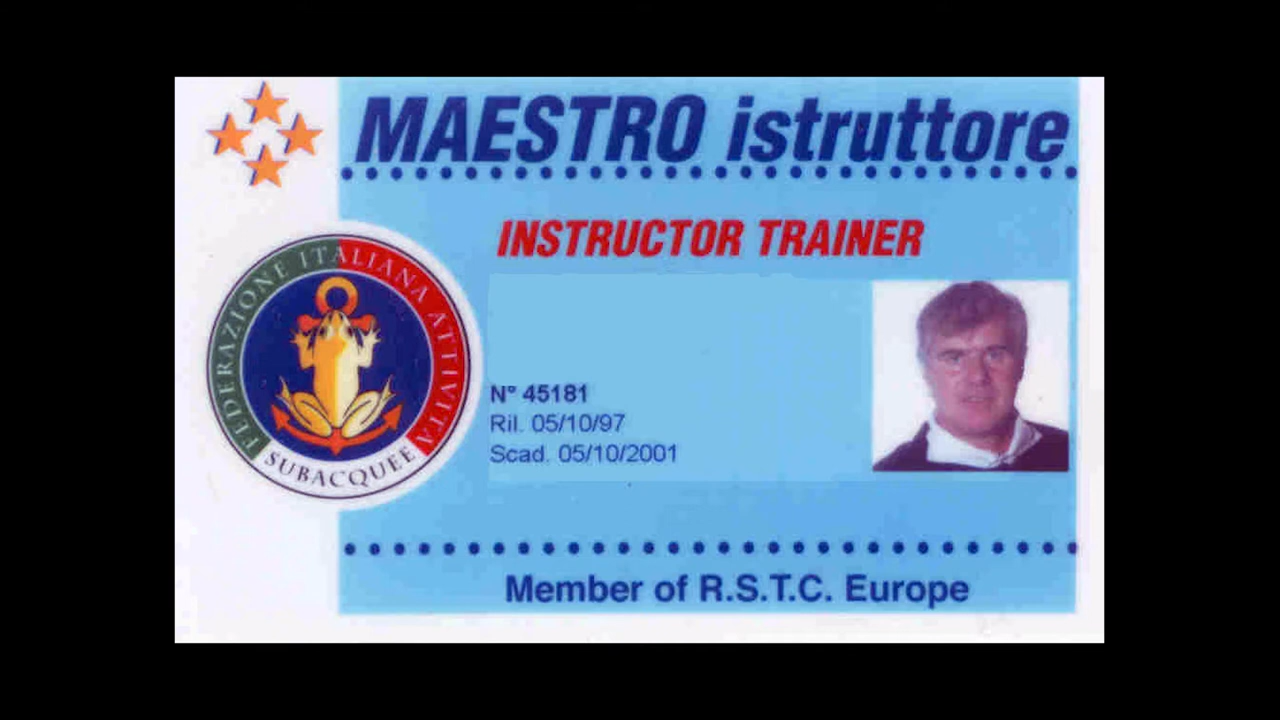 MAESTRO istruttore
INSTRUCTOR TRAINER
FEDERAZIONE ITALIANA ATTIVITA
SUBACQUEE
N° 45181
Ril. 05/10/97
Scad. 05/10/2001
Member of R.S.T.C. Europe